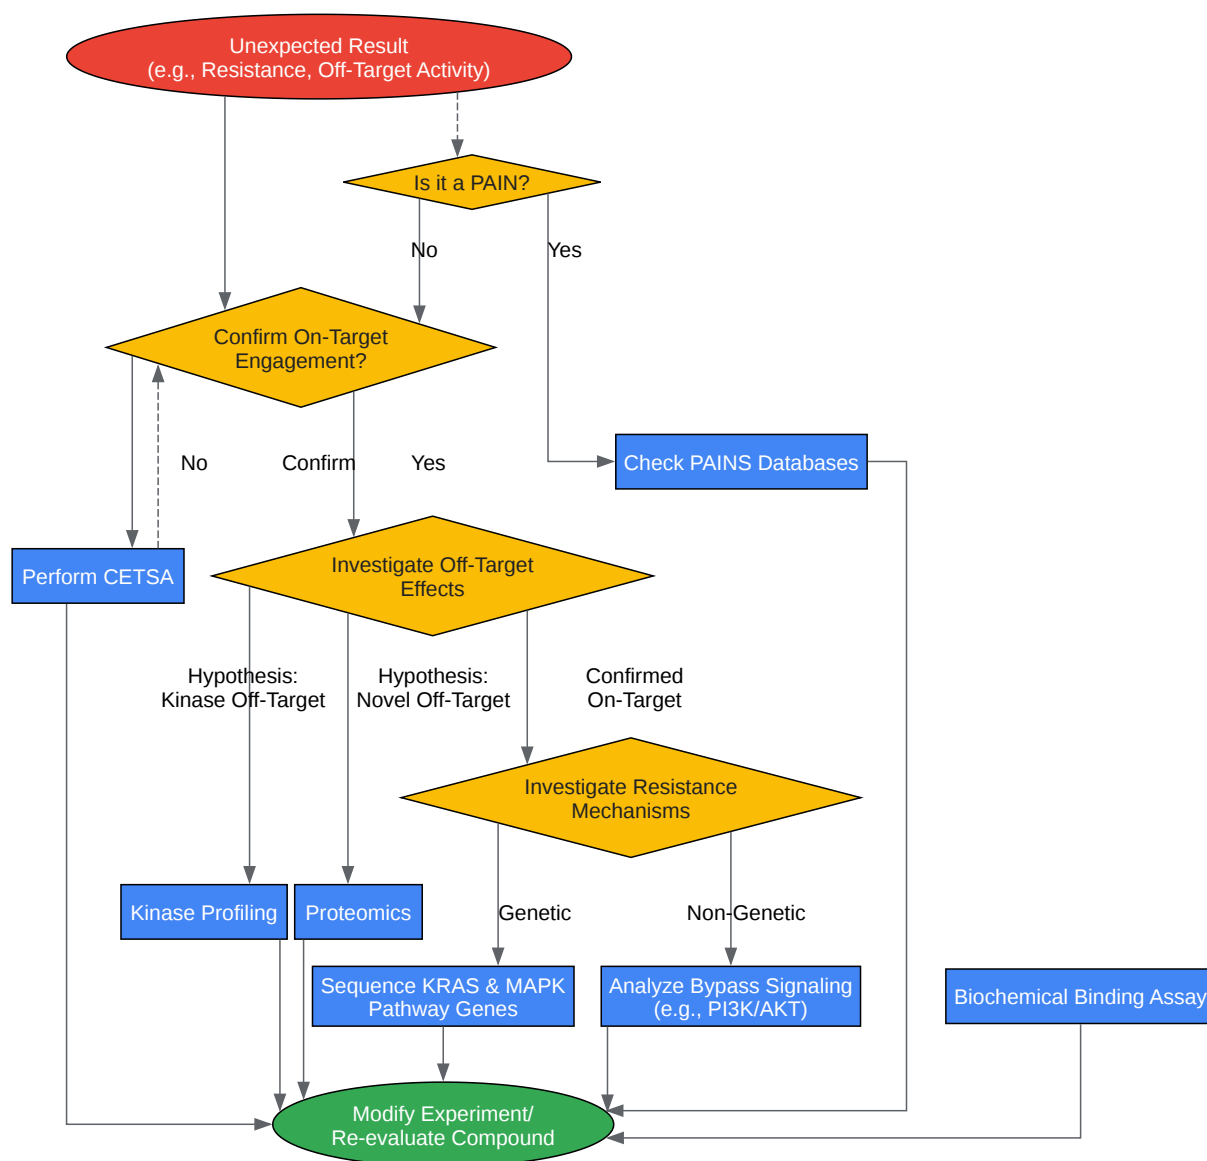 Unexpected Result
(e.g., Resistance, Off-Target Activity)
Is it a PAIN?
No
Yes
Confirm On-Target
Engagement?
No
Confirm
Yes
Check PAINS Databases
Perform CETSA
Investigate Off-Target
Effects
Hypothesis:
Kinase Off-Target
Hypothesis:
Novel Off-Target
Confirmed
On-Target
Investigate Resistance
Mechanisms
Kinase Profiling
Proteomics
Genetic
Non-Genetic
Sequence KRAS & MAPK
Pathway Genes
Analyze Bypass Signaling
(e.g., PI3K/AKT)
Biochemical Binding Assay
Modify Experiment/
Re-evaluate Compound